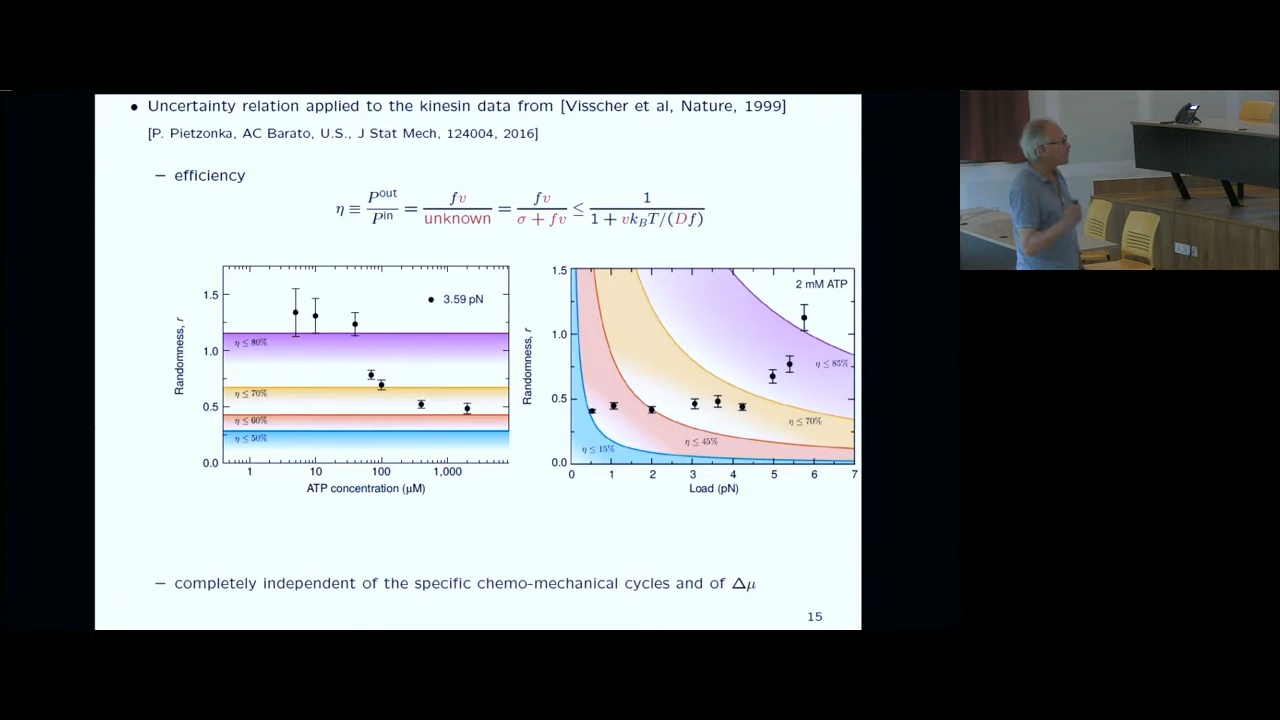 • Uncertainty relation applied to the kinesin data from [Visscher et al, Nature, 1999]
[P. Pietzonka, AC Barato, U.S., J Stat Mech, 124004, 2016]
– efficiency
η ≡ P^out / P^in = fv / unknown = fv / (σ + fv) ≤ 1 / (1 + vk_BT/(Df))
Randomness, r
1.5
1.0
0.5
0.0
3.59 pN
η ≤ 80%
η ≤ 70%
η ≤ 60%
η ≤ 50%
1 10 100 1,000
ATP concentration (μM)
Randomness, r
1.5
1.0
0.5
0.0
2 mM ATP
η ≤ 85%
η ≤ 70%
η ≤ 45%
η ≤ 15%
0 1 2 3 4 5 6 7
Load (pN)
– completely independent of the specific chemo-mechanical cycles and of Δμ
15